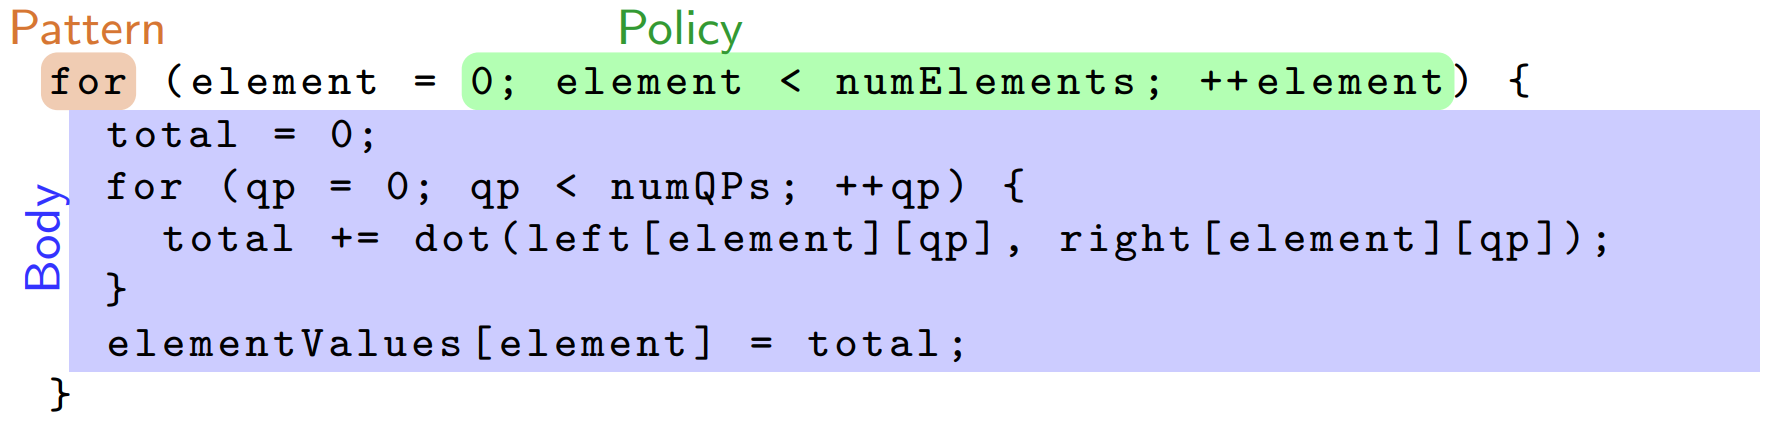 Pattern Policy
for (element = 0; element < numElements; ++element) {
total = 0;
for (qp = 0; qp < numQPs; ++qp) {
total += dot(left[element][qp], right[element][qp]);
}
elementValues[element] = total;
}
Body